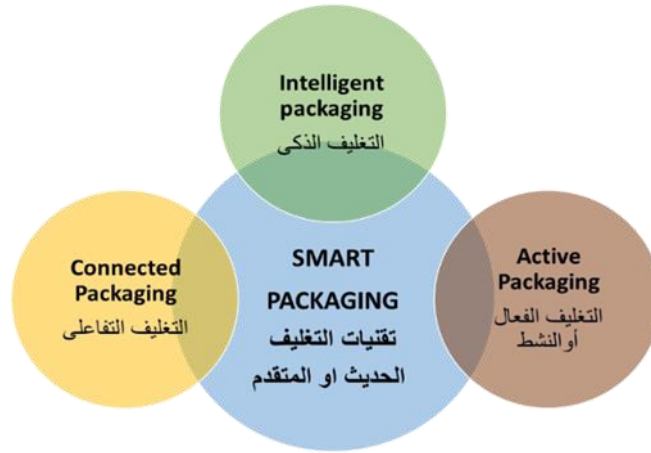 Intelligent
packaging
التغليف الذكى
Connected
Packaging
التغليف التفاعلى
SMART
PACKAGING
تقنيات التغليف
الحديث او المتقدم
Active
Packaging
التغليف الفعال
أوالنشط